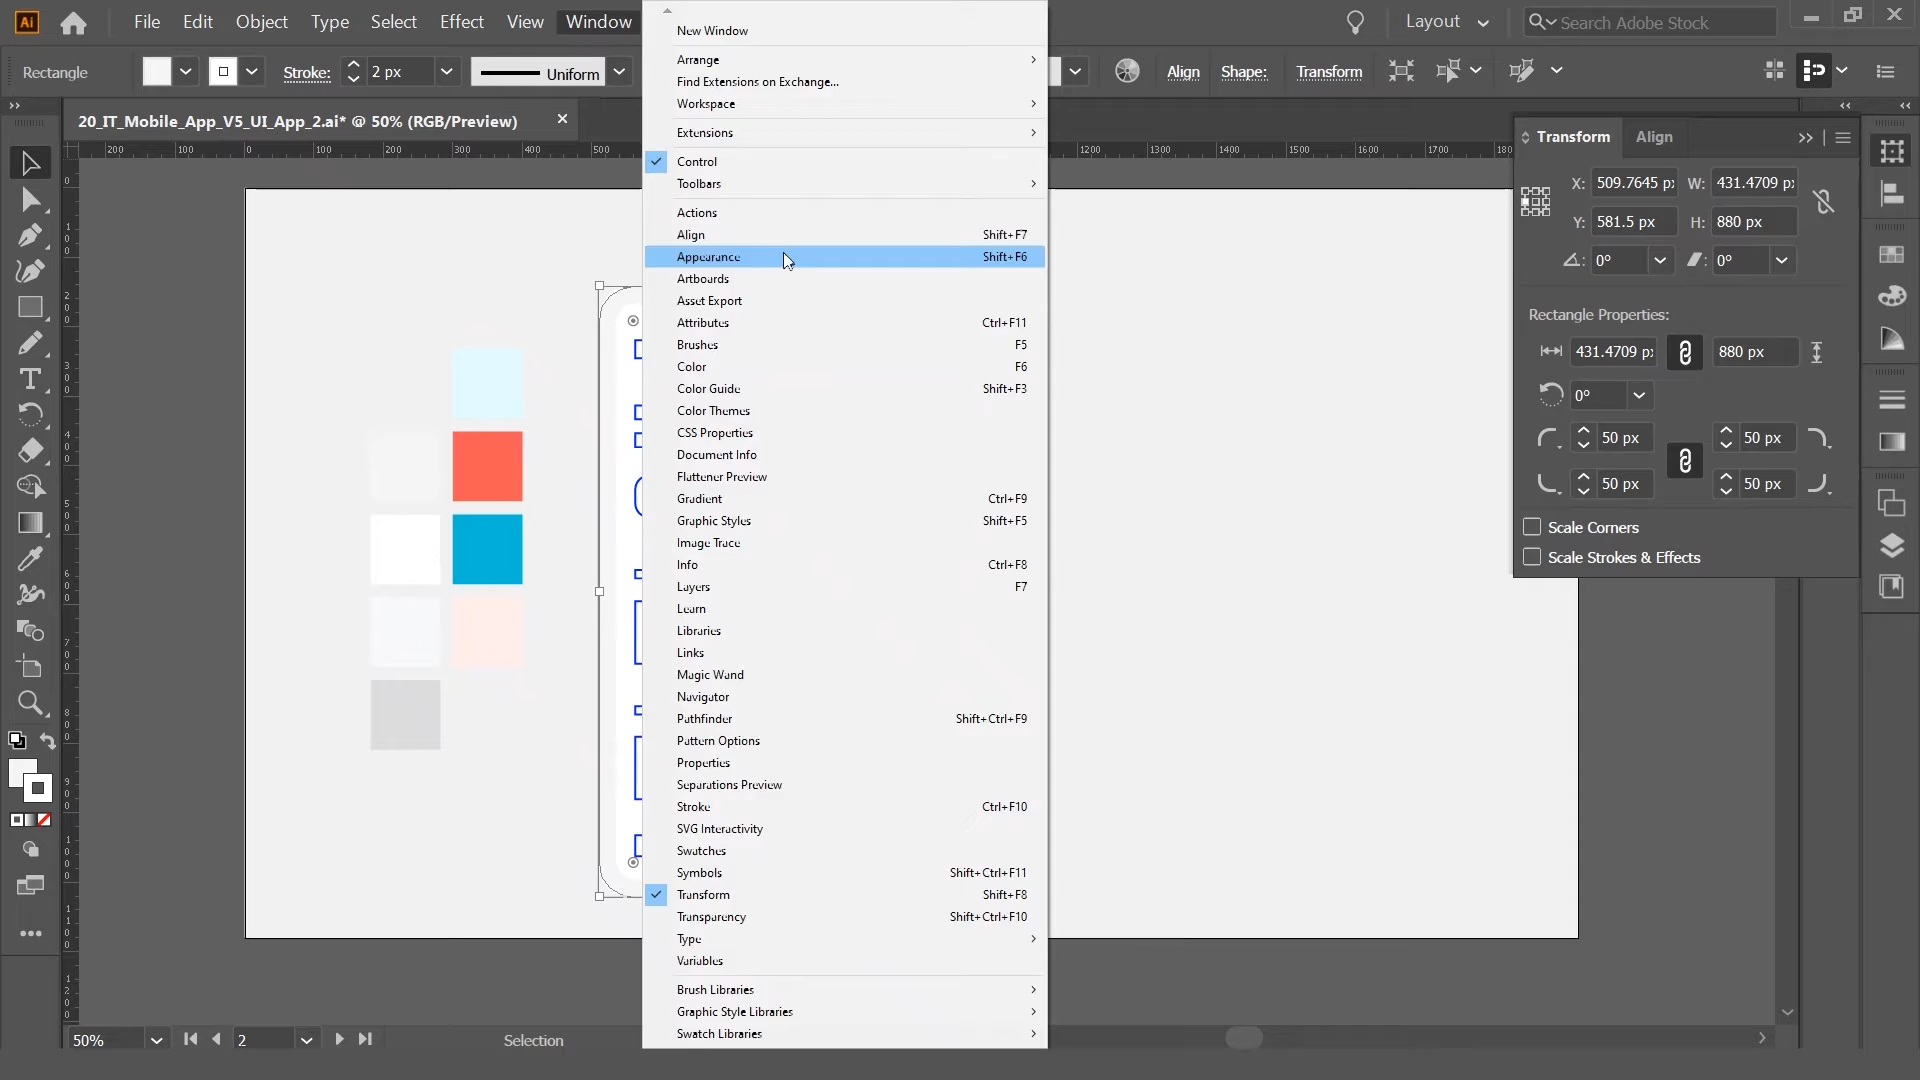 Ai File Edit Object Type Select Effect View Window
Layout
Search Adobe Stock
Rectangle
Stroke:
2 px
Uniform
Align
Shape:
Transform
20_IT_Mobile_App_V5_UI_App_2.ai* @ 50% (RGB/Preview)
200 100 0 100 200 300 400 500
1200 1300 1400 1500 1600 1700
New Window
Arrange
Find Extensions on Exchange...
Workspace
Extensions
Control
Toolbars
Actions
Align Shift+F7
Appearance Shift+F6
Artboards
Asset Export
Attributes Ctrl+F11
Brushes F5
Color F6
Color Guide Shift+F3
Color Themes
CSS Properties
Document Info
Flattener Preview
Gradient Ctrl+F9
Graphic Styles Shift+F5
Image Trace
Info Ctrl+F8
Layers F7
Learn
Libraries
Links
Magic Wand
Navigator
Pathfinder Shift+Ctrl+F9
Pattern Options
Properties
Separations Preview
Stroke Ctrl+F10
SVG Interactivity
Swatches
Symbols Shift+Ctrl+F11
Transform Shift+F8
Transparency Shift+Ctrl+F10
Type
Variables
Brush Libraries
Graphic Style Libraries
Swatch Libraries
Transform Align
X: 509.7645 W: 431.4709
Y: 581.5 px H: 880 px
0° 0°
Rectangle Properties:
431.4709 880 px
0°
50 px 50 px
50 px 50 px
Scale Corners
Scale Strokes & Effects
50%
2
Selection